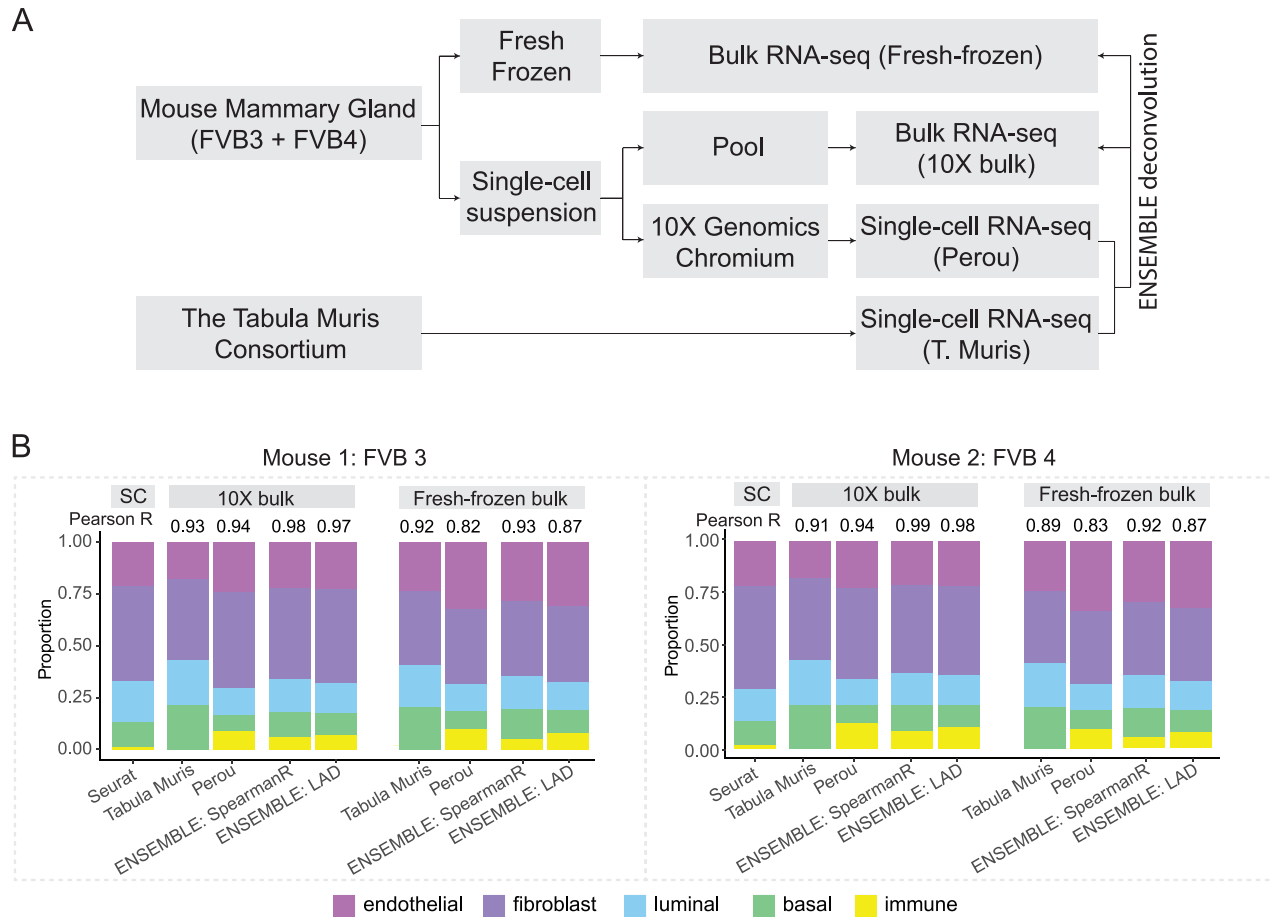 A
Fresh
Frozen
Bulk RNA-seq (Fresh-frozen)
Mouse Mammary Gland
(FVB3 + FVB4)
Pool
Bulk RNA-seq
(10X bulk)
Single-cell
suspension
10X Genomics
Chromium
Single-cell RNA-seq
(Perou)
The Tabula Muris
Consortium
Single-cell RNA-seq
(T. Muris)
ENSEMBLE deconvolution
B
Mouse 1: FVB 3
SC
10X bulk
Fresh-frozen bulk
Pearson R
0.93 0.94 0.98 0.97 0.92 0.82 0.93 0.87
Proportion
1.00
0.75
0.50
0.25
0.00
Seurat
Tabula Muris
Perou
ENSEMBLE: SpearmanR
ENSEMBLE: LAD
Tabula Muris
Perou
ENSEMBLE: SpearmanR
ENSEMBLE: LAD
Mouse 2: FVB 4
SC
10X bulk
Fresh-frozen bulk
Pearson R
0.91 0.94 0.99 0.98 0.89 0.83 0.92 0.87
Proportion
1.00
0.75
0.50
0.25
0.00
Seurat
Tabula Muris
Perou
ENSEMBLE: SpearmanR
ENSEMBLE: LAD
Tabula Muris
Perou
ENSEMBLE: SpearmanR
ENSEMBLE: LAD
endothelial fibroblast luminal basal immune